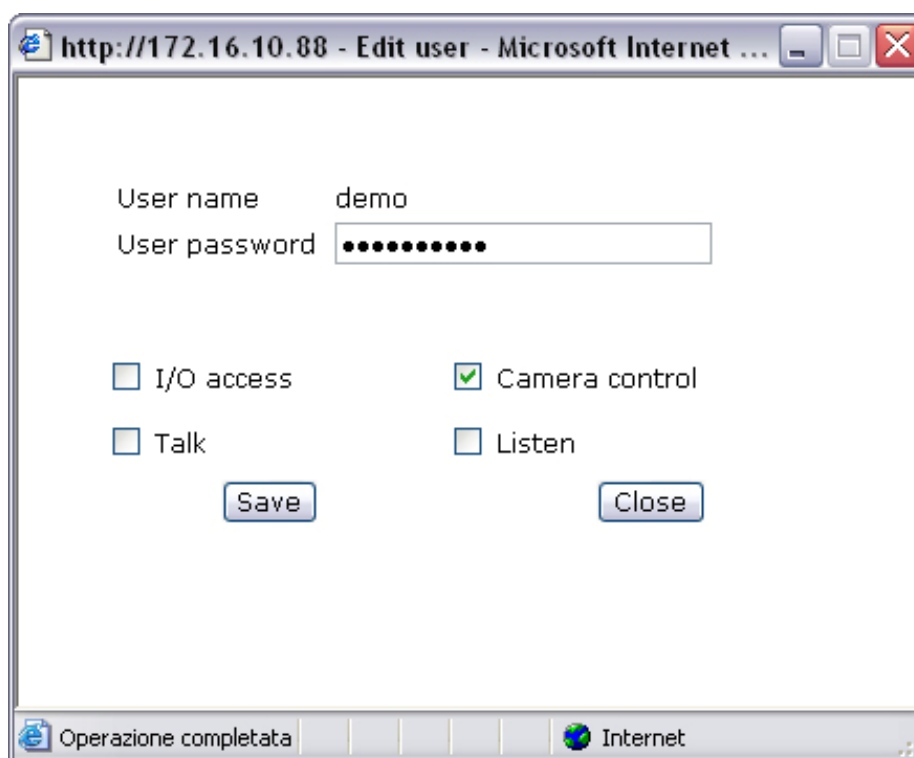 http://172.16.10.88 - Edit user - Microsoft Internet ...
User name demo
User password ●●●●●●●●●●
I/O access Camera control
Talk Listen
Save Close
Operazione completata Internet